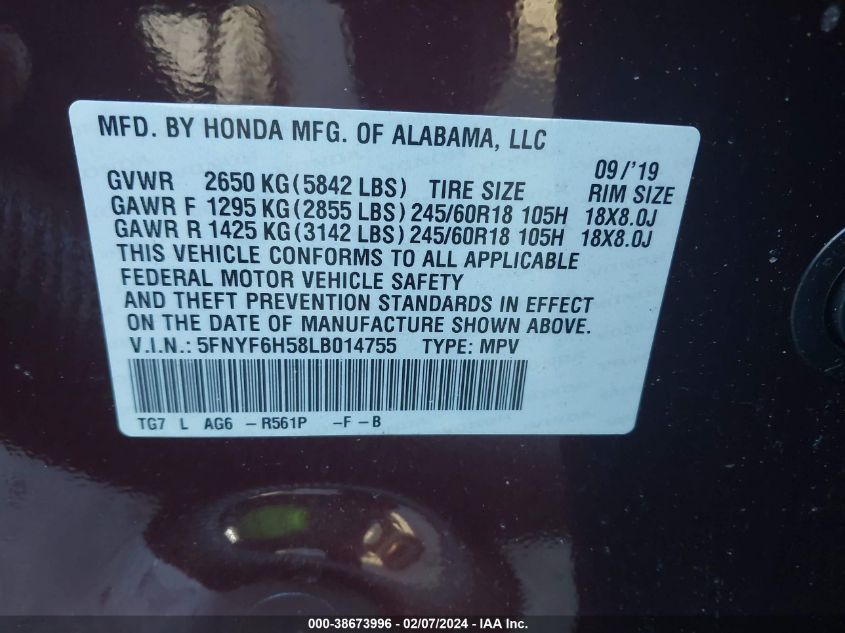 MFD. BY HONDA MFG. OF ALABAMA, LLC
09/'19
GVWR 2650 KG(5842 LBS) TIRE SIZE RIM SIZE
GAWR F 1295 KG(2855 LBS) 245/60R18 105H 18X8.0J
GAWR R 1425 KG(3142 LBS) 245/60R18 105H 18X8.0J
THIS VEHICLE CONFORMS TO ALL APPLICABLE
FEDERAL MOTOR VEHICLE SAFETY
AND THEFT PREVENTION STANDARDS IN EFFECT
ON THE DATE OF MANUFACTURE SHOWN ABOVE.
V.I.N.: 5FNYF6H58LB014755 TYPE: MPV
TG7 L AG6 -R561P -F-B
000-38673996 - 02/07/2024 - IAA Inc.